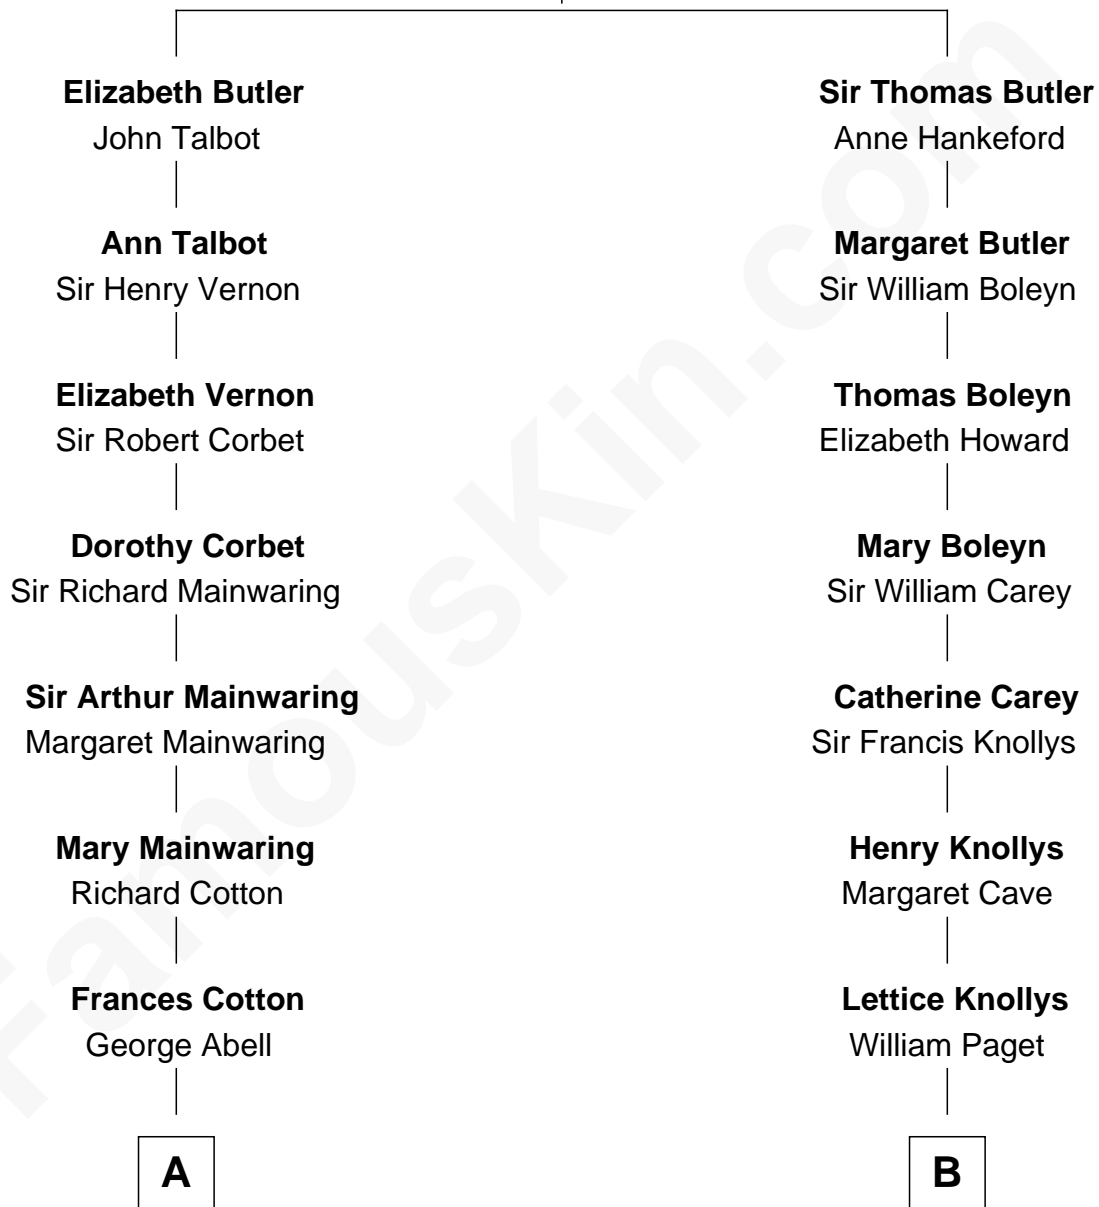 Elizabeth Butler
John Talbot
Ann Talbot
Sir Henry Vernon
Elizabeth Vernon
Sir Robert Corbet
Dorothy Corbet
Sir Richard Mainwaring
Sir Arthur Mainwaring
Margaret Mainwaring
Mary Mainwaring
Richard Cotton
Frances Cotton
George Abell
A
Sir Thomas Butler
Anne Hankeford
Margaret Butler
Sir William Boleyn
Thomas Boleyn
Elizabeth Howard
Mary Boleyn
Sir William Carey
Catherine Carey
Sir Francis Knollys
Henry Knollys
Margaret Cave
Lettice Knollys
William Paget
B
FamousKin.com